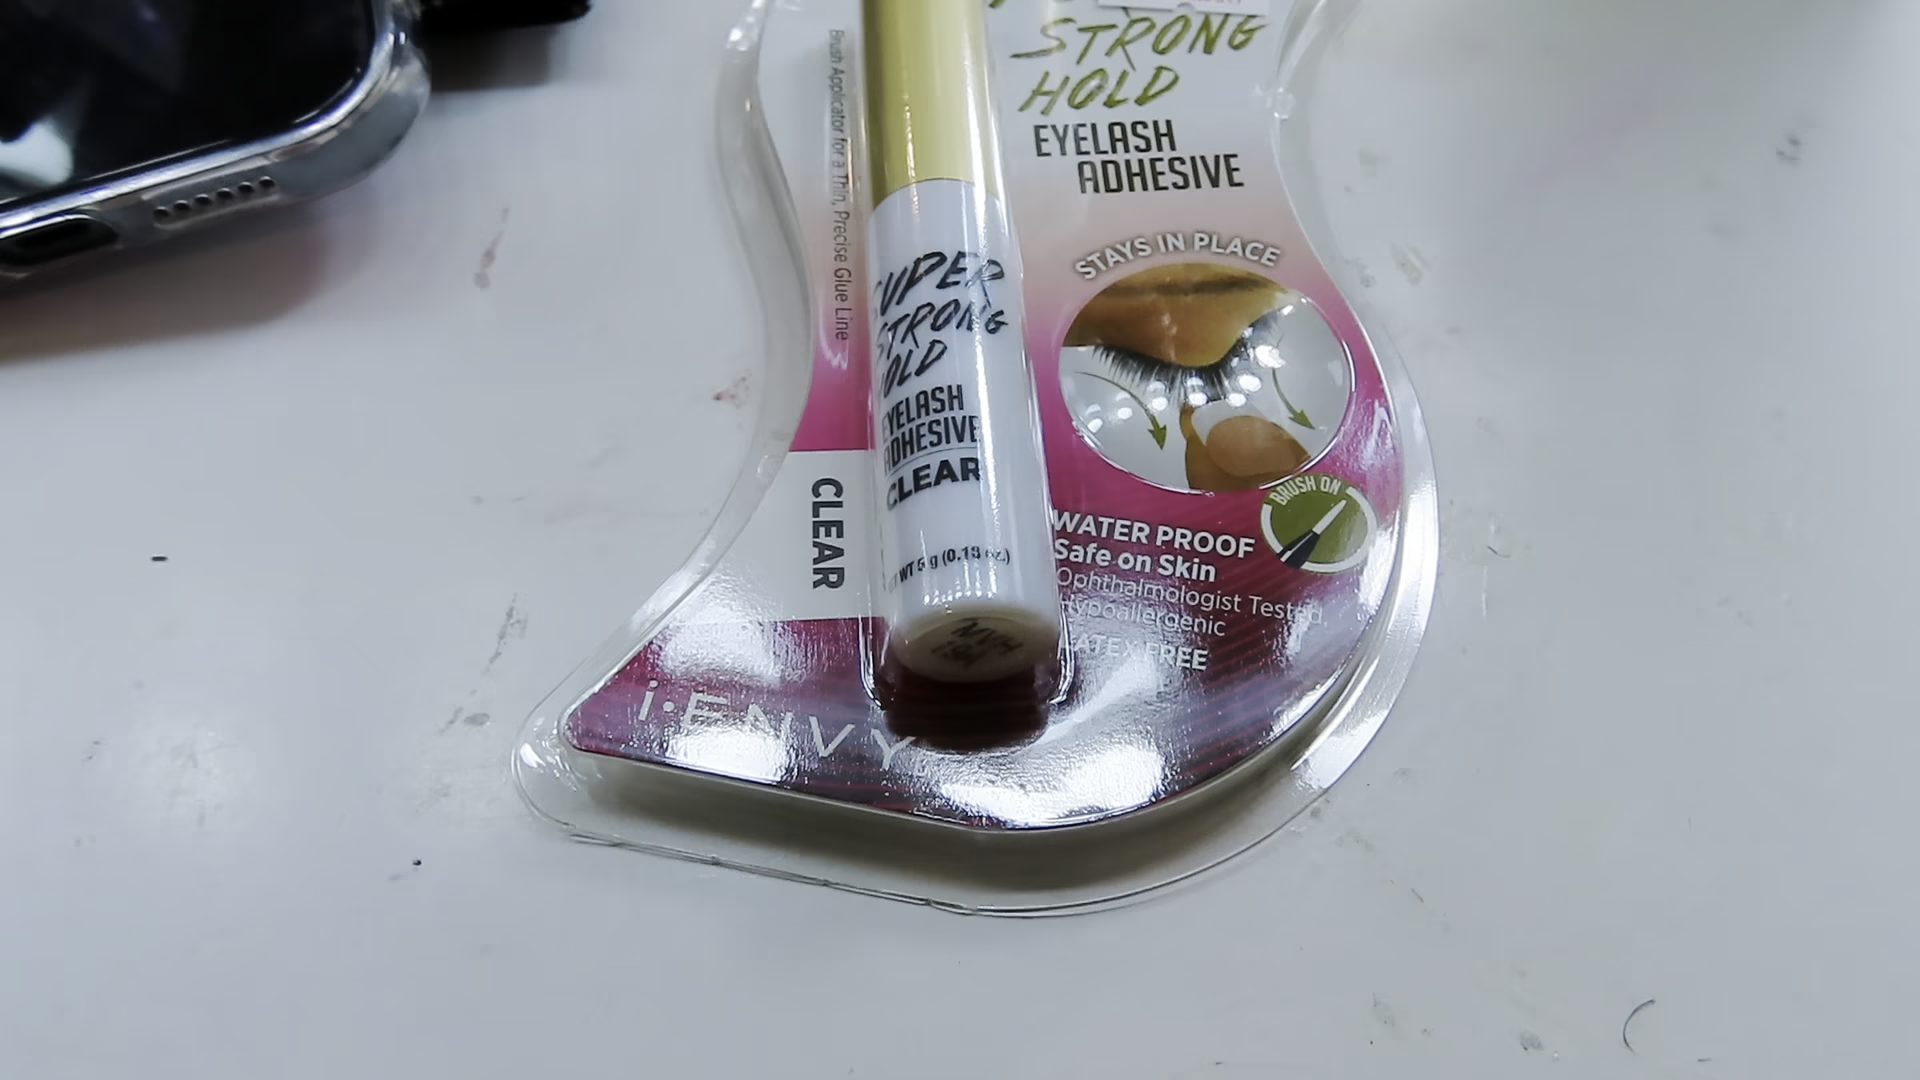 STRONG
HOLD
EYELASH
ADHESIVE
STAYS IN PLACE
Brush Applicator for a Thin, Precise Glue Line
SUPER
STRONG
HOLD
EYELASH
ADHESIVE
CLEAR
CLEAR
BRUSH ON
WATER PROOF
Safe on Skin
Ophthalmologist Tested
Hypoallergenic
LATEX FREE
i·ENVY